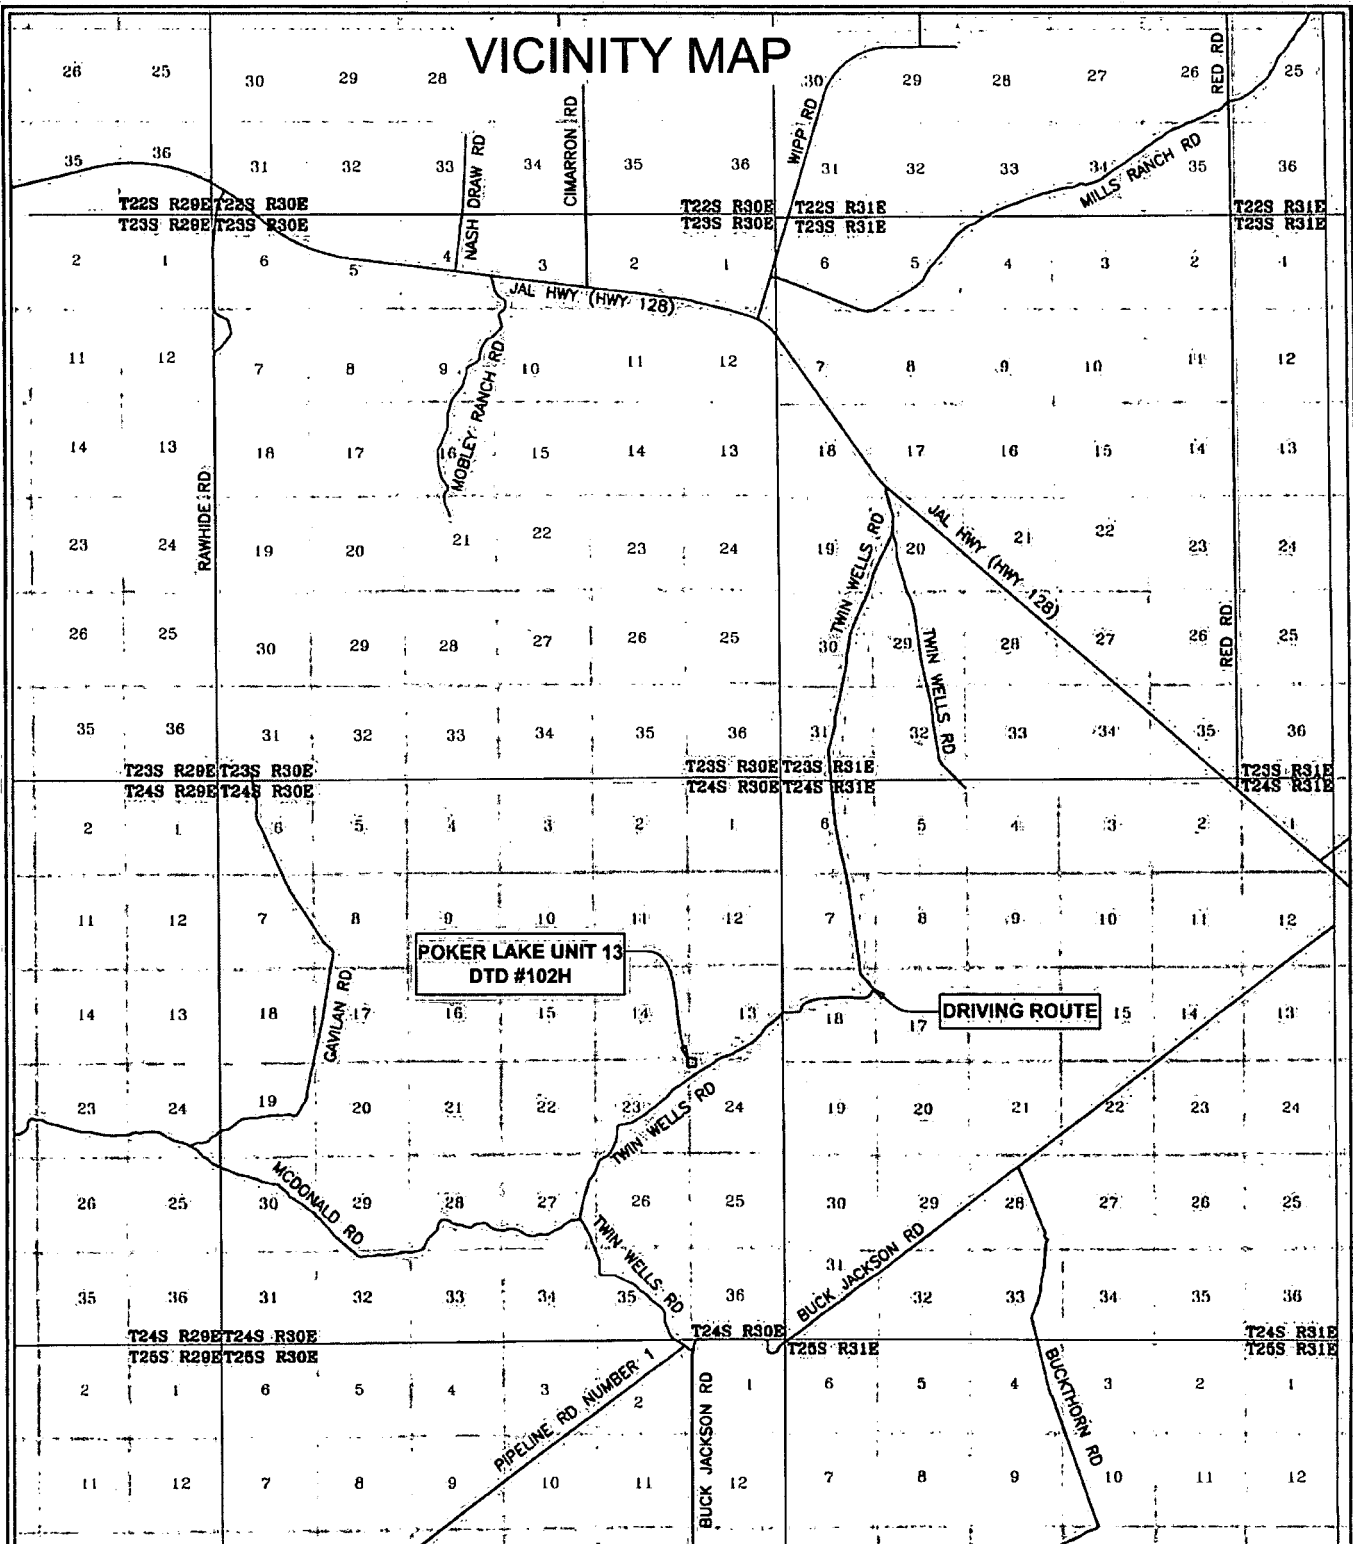 VICINITY MAP
26 25 30 29 28 30 29 28 27 26 25
RED RD
WIPP RD
CIMARRON RD
NASH DRAW RD
MILLS RANCH RD
35 36 31 32 33 34 35 36 31 32 33 34 35 36
T22S R29E T22S R30E T22S R30E T22S R31E T22S R31E
T23S R29E T23S R30E T23S R30E T23S R31E T23S R31E
2 1 6 5 4 3 2 1 6 5 4 3 2 1
JAL HWY (HWY 128)
11 12 7 8 9 10 11 12 7 8 9 10 11 12
MOBLEY RANCH RD
14 13 18 17 16 15 14 13 18 17 16 15 14 13
RAWHIDE RD
JAL HWY (HWY 128)
23 24 19 20 21 22 23 24 19 20 21 22 23 24
TWIN WELLS RD
26 25 30 29 28 27 26 25 30 29 28 27 26 25
TWIN WELLS RD
RED RD
35 36 31 32 33 34 35 36 31 32 33 34 35 36
T23S R29E T23S R30E T23S R30E T23S R31E T23S R31E
T24S R29E T24S R30E T24S R30E T24S R31E T24S R31E
2 1 6 5 4 3 2 1 6 5 4 3 2 1
11 12 7 8 9 10 11 12 7 8 9 10 11 12
POKER LAKE UNIT 13
DTD #102H
GAVILAN RD
DRIVING ROUTE
14 13 18 17 16 15 14 13 18 17 15 14 13
23 24 19 20 21 22 23 24 19 20 21 22 23 24
TWIN WELLS RD
MCDONALD RD
26 25 30 29 28 27 26 25 30 29 28 27 26 25
TWIN WELLS RD
BUCK JACKSON RD
35 36 31 32 33 34 35 36 31 32 33 34 35 36
T24S R29E T24S R30E T24S R30E T24S R31E
T25S R29E T25S R30E T25S R31E T25S R31E
2 1 6 5 4 3 2 1 6 5 4 3 2 1
PIPELINE RD NUMBER 1
BUCK JACKSON RD
BUCKTHORN RD
11 12 7 8 9 10 11 12 7 8 9 10 11 12